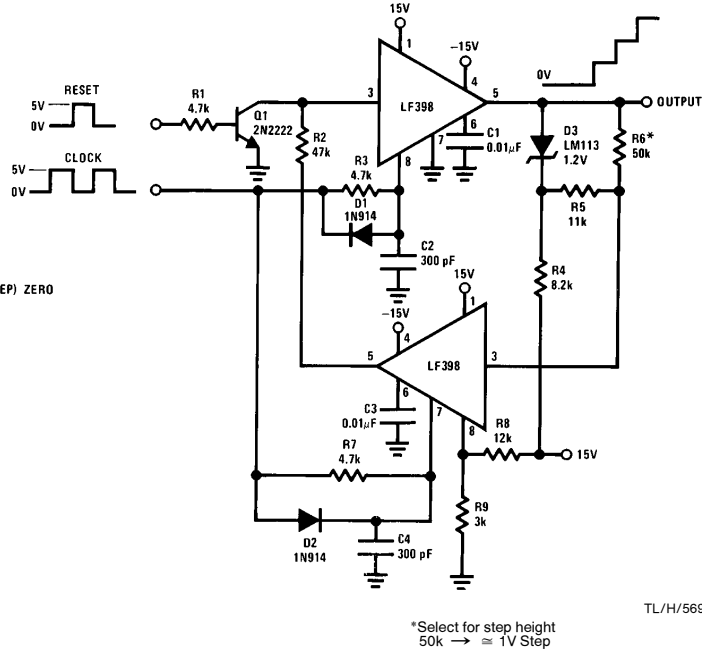 15V
1
−15V
4
0V
RESET
5V
0V
R1
4.7k
Q1
2N2222
3
LF398
5
OUTPUT
6
7
8
C1
0.01µF
D3
LM113
1.2V
R6*
50k
R2
47k
CLOCK
5V
0V
R3
4.7k
D1
1N914
R5
11k
C2
300 pF
R4
8.2k
EP) ZERO
15V
1
−15V
4
5
LF398
3
6
7
8
C3
0.01µF
R8
12k
15V
R7
4.7k
R9
3k
D2
1N914
C4
300 pF
TL/H/569
*Select for step height
50k → ≅ 1V Step